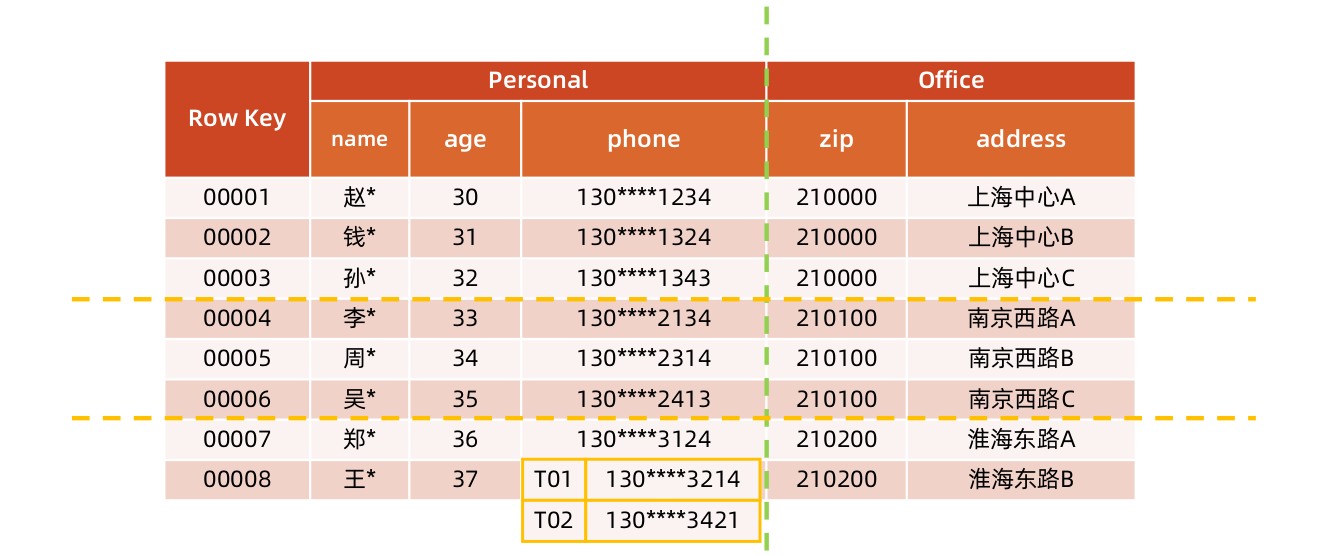 Personal Office
Row Key
name age phone zip address
00001 赵* 30 130****1234 210000 上海中心A
00002 钱* 31 130****1324 210000 上海中心B
00003 孙* 32 130****1343 210000 上海中心C
00004 李* 33 130****2134 210100 南京西路A
00005 周* 34 130****2314 210100 南京西路B
00006 吴* 35 130****2413 210100 南京西路C
00007 郑* 36 130****3124 210200 淮海东路A
00008 王* 37 T01 130****3214 210200 淮海东路B
T02 130****3421